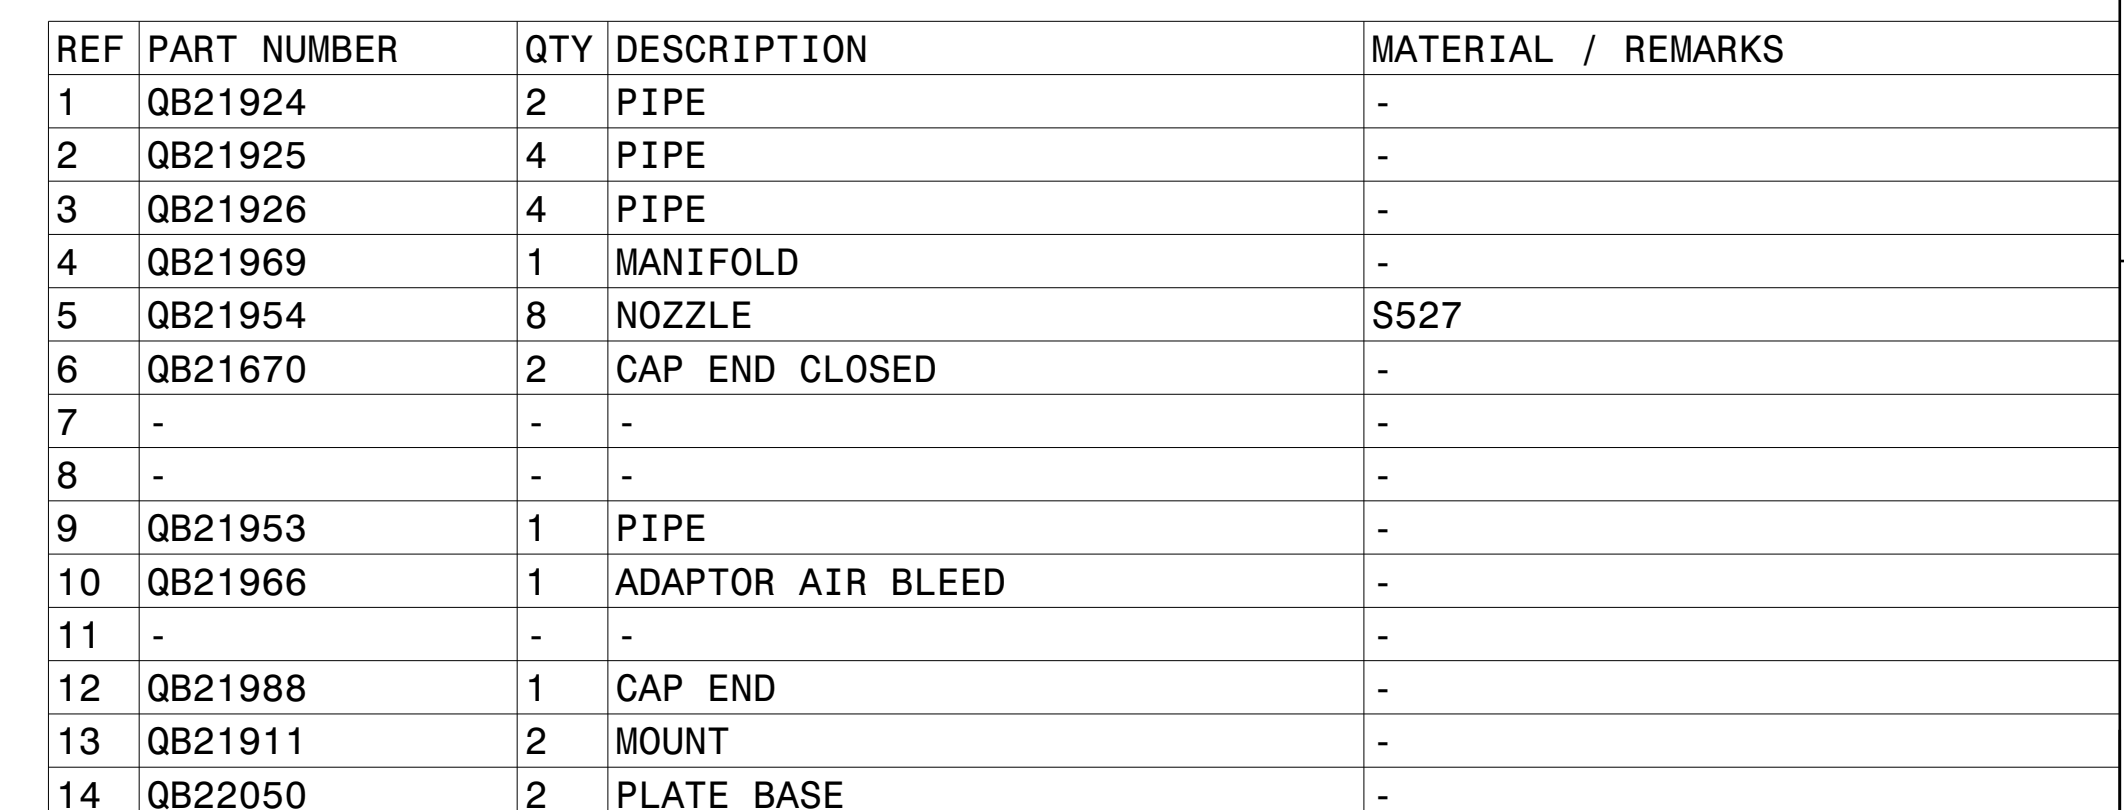 REF PART NUMBER QTY DESCRIPTION MATERIAL / REMARKS
1 QB21924 2 PIPE -
2 QB21925 4 PIPE -
3 QB21926 4 PIPE -
4 QB21969 1 MANIFOLD -
5 QB21954 8 NOZZLE S527
6 QB21670 2 CAP END CLOSED -
7 - - - -
8 - - - -
9 QB21953 1 PIPE -
10 QB21966 1 ADAPTOR AIR BLEED -
11 - - - -
12 QB21988 1 CAP END -
13 QB21911 2 MOUNT -
14 QB22050 2 PLATE BASE -